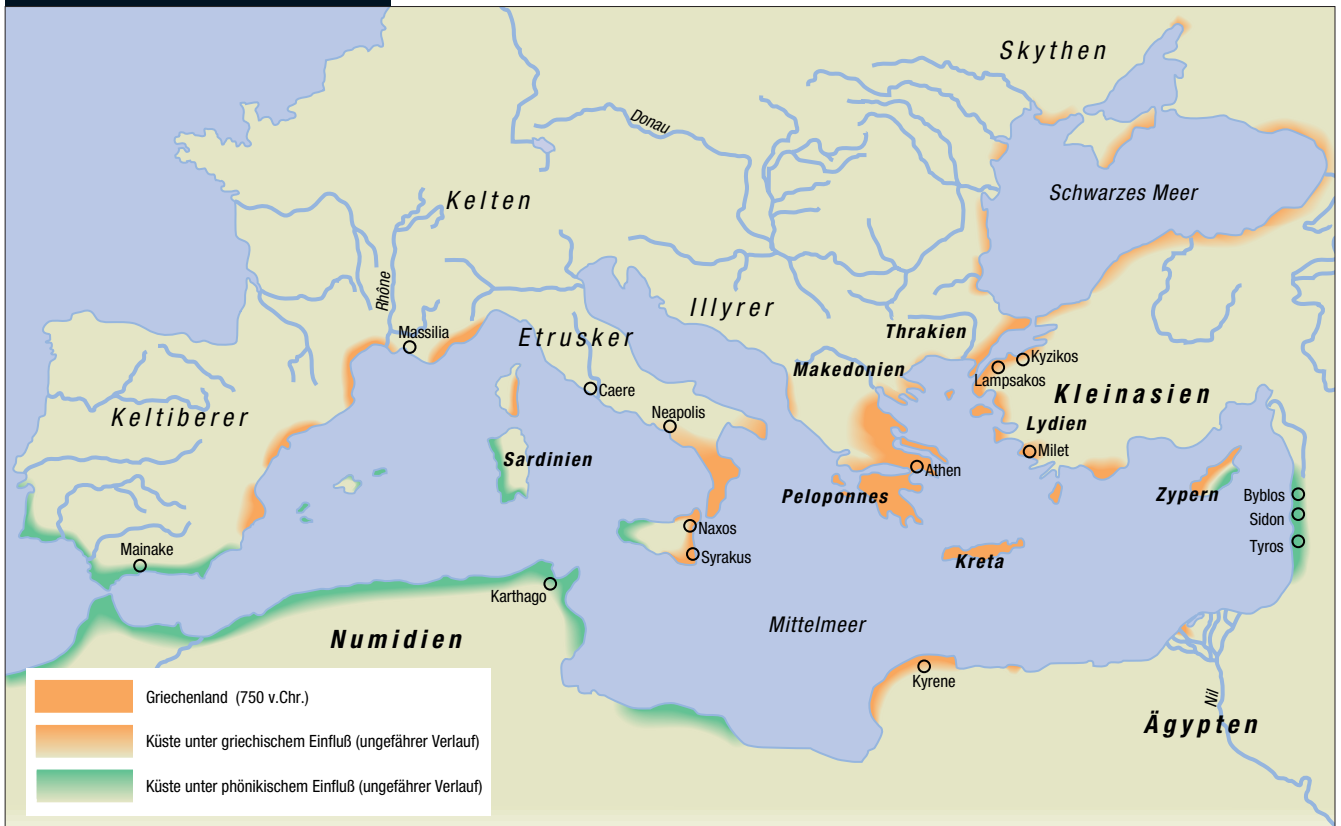 Skythen
Donau
Schwarzes Meer
Kelten
Rhône
Illyrer
Massilia
Etrusker
Thrakien
Kyzikos
Makedonien
Lampsakos
Kleinasien
Caere
Keltiberer
Neapolis
Lydien
Milet
Sardinien
Athen
Peloponnes
Zypern
Byblos
Sidon
Naxos
Tyros
Mainake
Syrakus
Kreta
Karthago
Mittelmeer
Numidien
Kyrene
Nil
Ägypten
Griechenland (750 v.Chr.)
Küste unter griechischem Einfluß (ungefährer Verlauf)
Küste unter phönikischem Einfluß (ungefährer Verlauf)